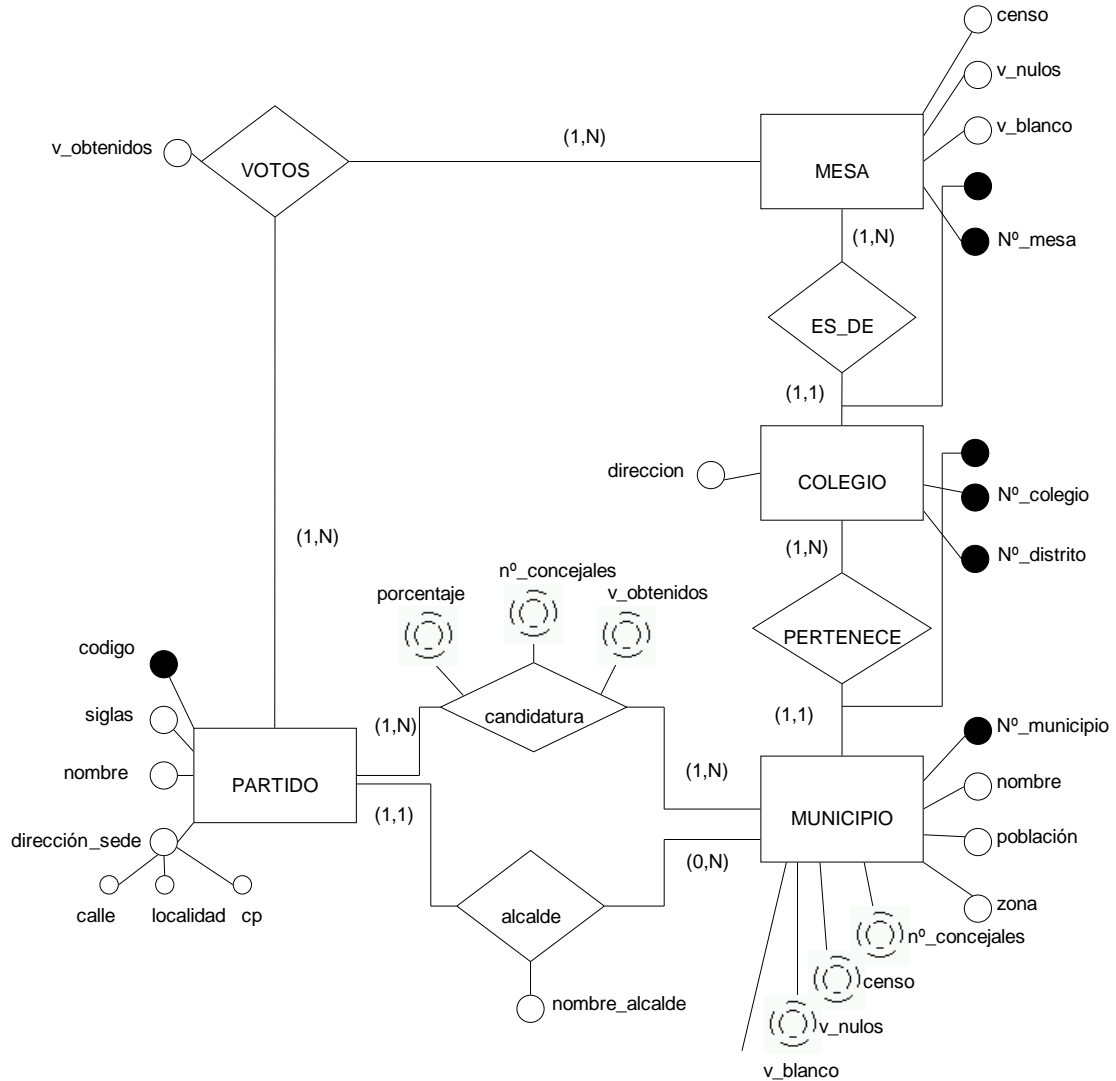 censo
v_nulos
v_blanco
Nº_mesa
v_obtenidos
VOTOS
(1,N)
MESA
(1,N)
ES_DE
(1,1)
direccion
COLEGIO
Nº_colegio
Nº_distrito
(1,N)
(1,N)
porcentaje
nº_concejales
v_obtenidos
PERTENECE
codigo
siglas
nombre
dirección_sede
calle
localidad
cp
PARTIDO
(1,N)
candidatura
(1,1)
(1,N)
(1,1)
alcalde
(0,N)
nombre_alcalde
MUNICIPIO
Nº_municipio
nombre
población
zona
nº_concejales
censo
v_nulos
v_blanco